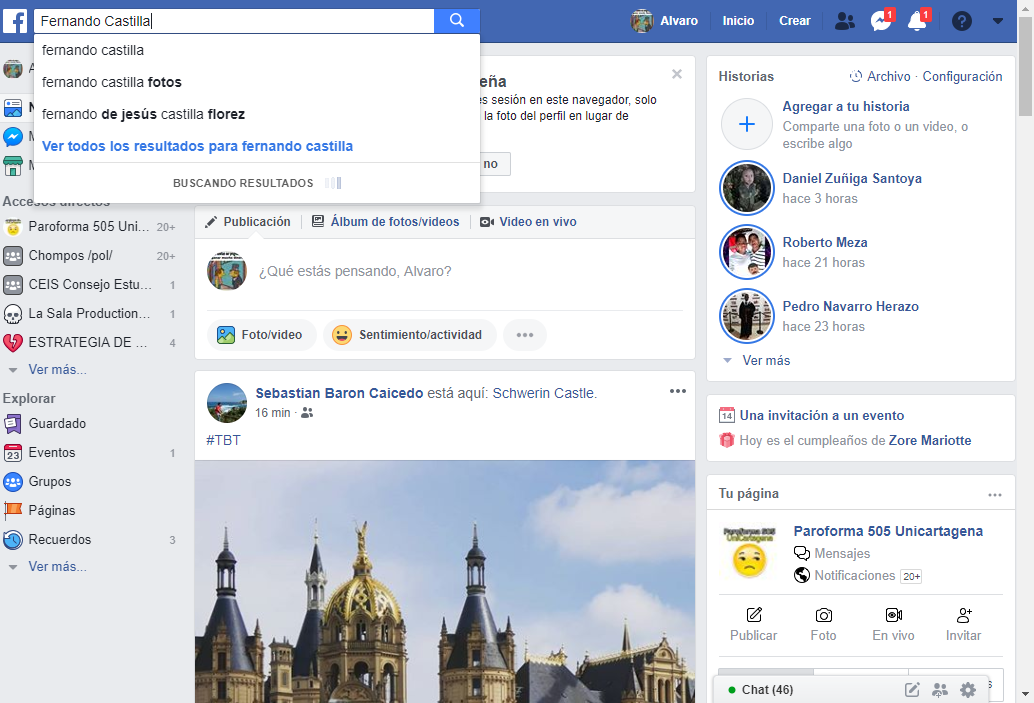 f
Fernando Castilla
Alvaro
Inicio
Crear
1
1
fernando castilla
fernando castilla fotos
fernando de jesús castilla florez
Ver todos los resultados para fernando castilla
BUSCANDO RESULTADOS
A
N
M
M
Accesos directos
Paroforma 505 Uni... 20+
Chompos /pol/ 20+
CEIS Consejo Estu... 1
La Sala Production... 1
ESTRATEGIA DE ... 4
Ver más...
Explorar
Guardado
23 Eventos 1
Grupos
Páginas
Recuerdos 3
Ver más...
eña
es sesión en este navegador, solo
la foto del perfil en lugar de
no
Publicación
Álbum de fotos/videos
Video en vivo
¿Qué estás pensando, Alvaro?
Foto/video
Sentimiento/actividad
Sebastian Baron Caicedo está aquí: Schwerin Castle.
16 min ·
#TBT
Historias
Archivo · Configuración
Agregar a tu historia
Comparte una foto o un video, o
escribe algo
Daniel Zuñiga Santoya
hace 3 horas
Roberto Meza
hace 21 horas
Pedro Navarro Herazo
hace 23 horas
Ver más
14 Una invitación a un evento
Hoy es el cumpleaños de Zore Mariotte
Tu página
Paroforma 505
UniCartagena
Paroforma 505 Unicartagena
Mensajes
Notificaciones 20+
Publicar
Foto
En vivo
Invitar
Chat (46)